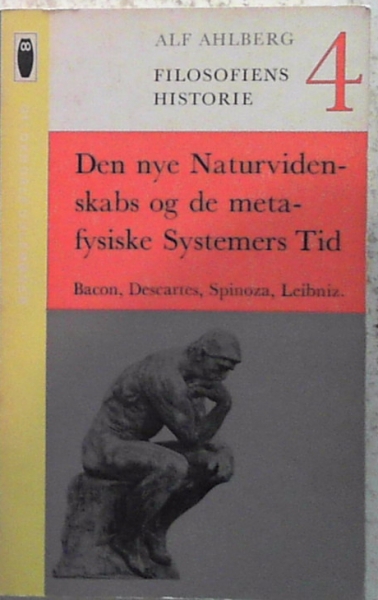 ALF AHLBERG
FILOSOFIENS
HISTORIE
4
Den nye Naturviden-
skabs og de meta-
fysiske Systemers Tid
Bacon, Descartes, Spinoza, Leibniz.